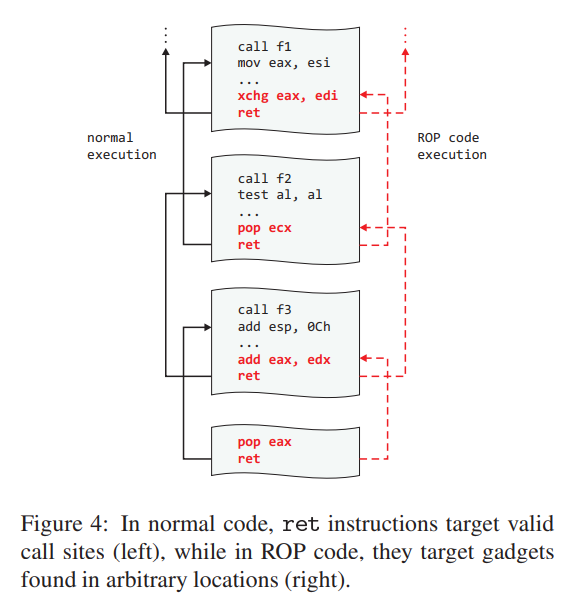 call f1
mov eax, esi
...
xchg eax, edi
ret
normal
execution
ROP code
execution
call f2
test al, al
...
pop ecx
ret
call f3
add esp, 0Ch
...
add eax, edx
ret
pop eax
ret
Figure 4: In normal code, ret instructions target valid
call sites (left), while in ROP code, they target gadgets
found in arbitrary locations (right).